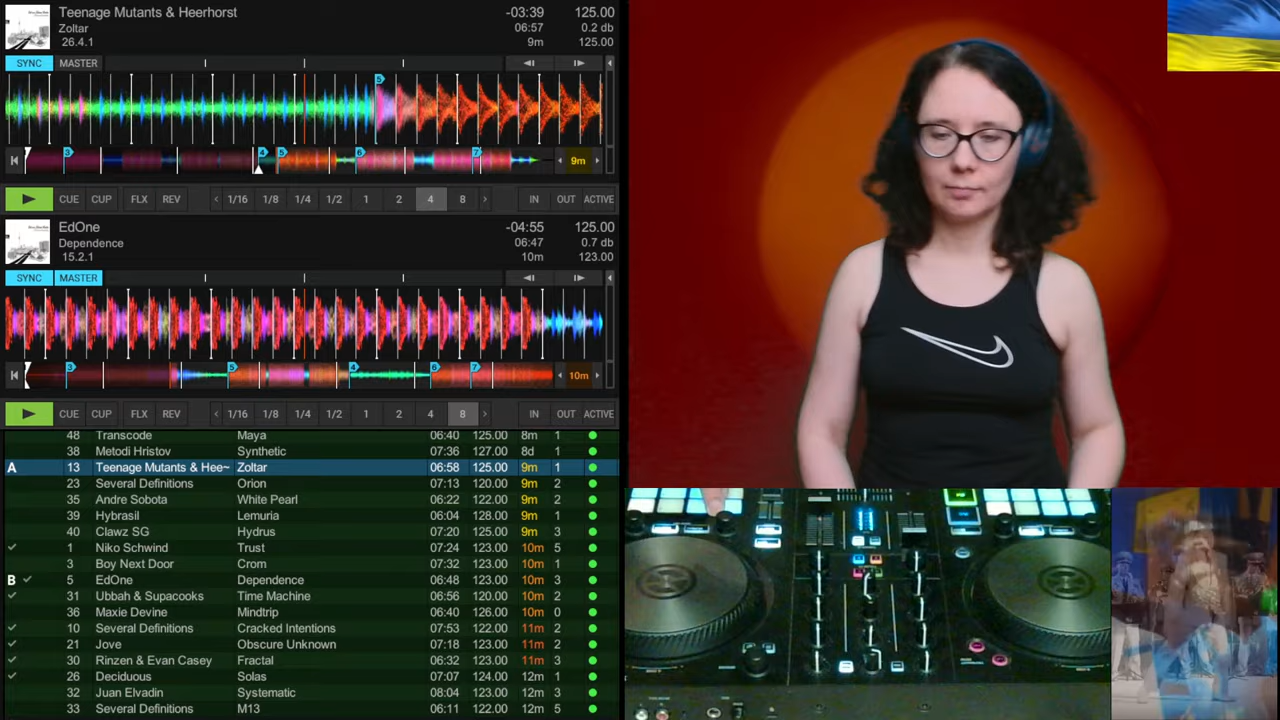 Teenage Mutants & Heerhorst -03:39 125.00
Zoltar 06:57 0.2 db
26.4.1 9m 125.00
SYNC MASTER
5
3 4 5 6 7 9m
CUE CUP FLX REV 1/16 1/8 1/4 1/2 1 2 4 8 IN OUT ACTIVE
EdOne -04:55 125.00
Dependence 06:47 0.7 db
15.2.1 10m 123.00
SYNC MASTER
3 5 4 6 7 10m
CUE CUP FLX REV 1/16 1/8 1/4 1/2 1 2 4 8 IN OUT ACTIVE
48 Transcode Maya 06:40 125.00 8m 1
38 Metodi Hristov Synthetic 07:36 127.00 8d 1
A 13 Teenage Mutants & Hee~ Zoltar 06:58 125.00 9m 1
23 Several Definitions Orion 07:13 120.00 9m 2
35 Andre Sobota White Pearl 06:22 122.00 9m 2
39 Hybrasil Lemuria 06:04 128.00 9m 1
40 Clawz SG Hydrus 07:20 125.00 9m 3
1 Niko Schwind Trust 07:24 123.00 10m 5
3 Boy Next Door Crom 07:32 123.00 10m 1
B 5 EdOne Dependence 06:48 123.00 10m 3
31 Ubbah & Supacooks Time Machine 06:56 120.00 10m 2
36 Maxie Devine Mindtrip 06:40 126.00 10m 0
10 Several Definitions Cracked Intentions 07:53 122.00 11m 2
21 Jove Obscure Unknown 07:18 123.00 11m 3
30 Rinzen & Evan Casey Fractal 06:32 123.00 11m 3
26 Deciduous Solas 07:07 124.00 12m 1
32 Juan Elvadin Systematic 08:04 123.00 12m 3
33 Several Definitions M13 06:11 122.00 12m 5